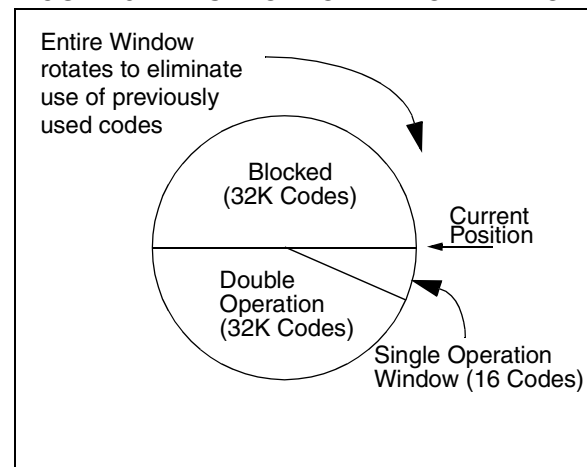 Entire Window
rotates to eliminate
use of previously
used codes
Blocked
(32K Codes)
Current
Position
Double
Operation
(32K Codes)
Single Operation
Window (16 Codes)